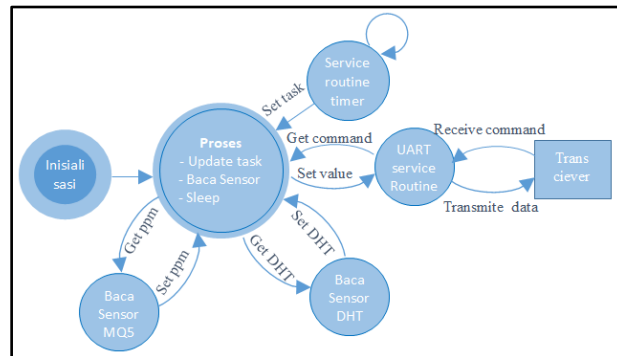 Service
routine
timer
Set task
Proses
- Update task
- Baca Sensor
- Sleep
Get command
Set value
UART
service
Routine
Receive command
Transmite data
Trans
ciever
Inisiali
sasi
Get ppm
Set ppm
Get DHT
Set DHT
Baca
Sensor
MQ5
Baca
Sensor
DHT